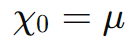 χ₀ = μ